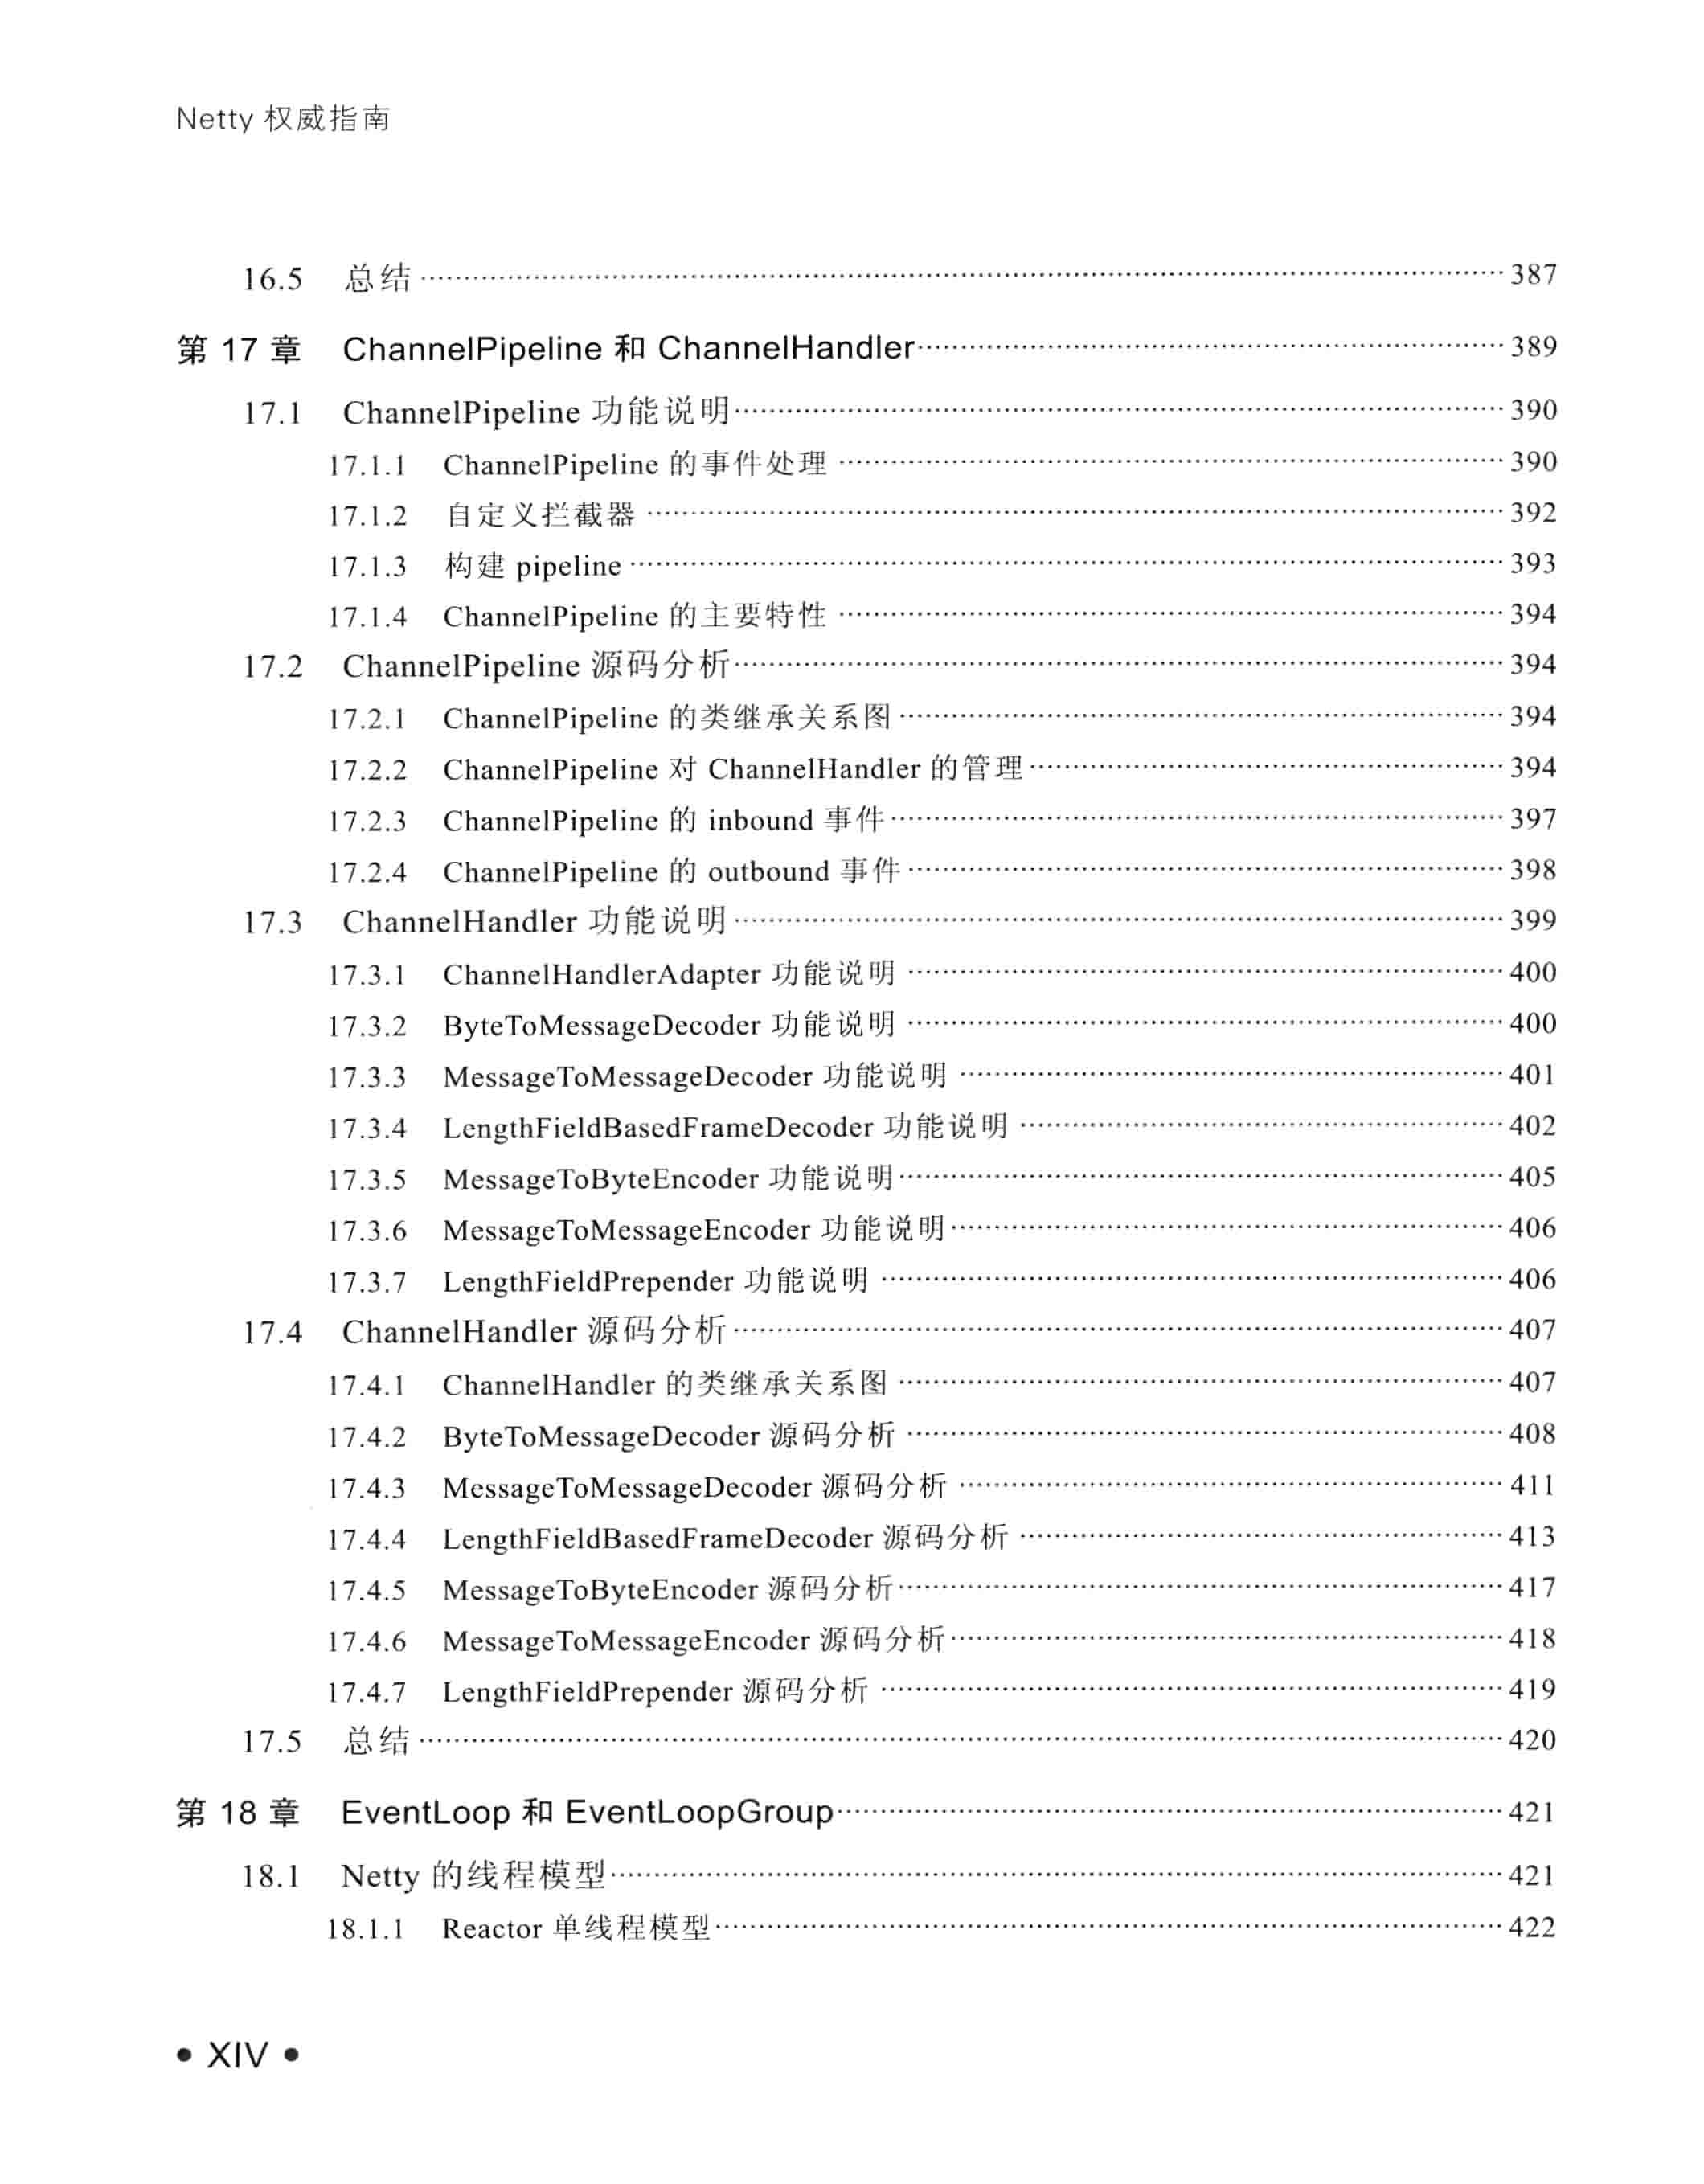 Netty 权威指南
16.5 总结 387
第 17 章 ChannelPipeline 和 ChannelHandler 389
17.1 ChannelPipeline 功能说明 390
17.1.1 ChannelPipeline 的事件处理 390
17.1.2 自定义拦截器 392
17.1.3 构建 pipeline 393
17.1.4 ChannelPipeline 的主要特性 394
17.2 ChannelPipeline 源码分析 394
17.2.1 ChannelPipeline 的类继承关系图 394
17.2.2 ChannelPipeline 对 ChannelHandler 的管理 394
17.2.3 ChannelPipeline 的 inbound 事件 397
17.2.4 ChannelPipeline 的 outbound 事件 398
17.3 ChannelHandler 功能说明 399
17.3.1 ChannelHandlerAdapter 功能说明 400
17.3.2 ByteToMessageDecoder 功能说明 400
17.3.3 MessageToMessageDecoder 功能说明 401
17.3.4 LengthFieldBasedFrameDecoder 功能说明 402
17.3.5 MessageToByteEncoder 功能说明 405
17.3.6 MessageToMessageEncoder 功能说明 406
17.3.7 LengthFieldPrepender 功能说明 406
17.4 ChannelHandler 源码分析 407
17.4.1 ChannelHandler 的类继承关系图 407
17.4.2 ByteToMessageDecoder 源码分析 408
17.4.3 MessageToMessageDecoder 源码分析 411
17.4.4 LengthFieldBasedFrameDecoder 源码分析 413
17.4.5 MessageToByteEncoder 源码分析 417
17.4.6 MessageToMessageEncoder 源码分析 418
17.4.7 LengthFieldPrepender 源码分析 419
17.5 总结 420
第 18 章 EventLoop 和 EventLoopGroup 421
18.1 Netty 的线程模型 421
18.1.1 Reactor 单线程模型 422
• XIV •